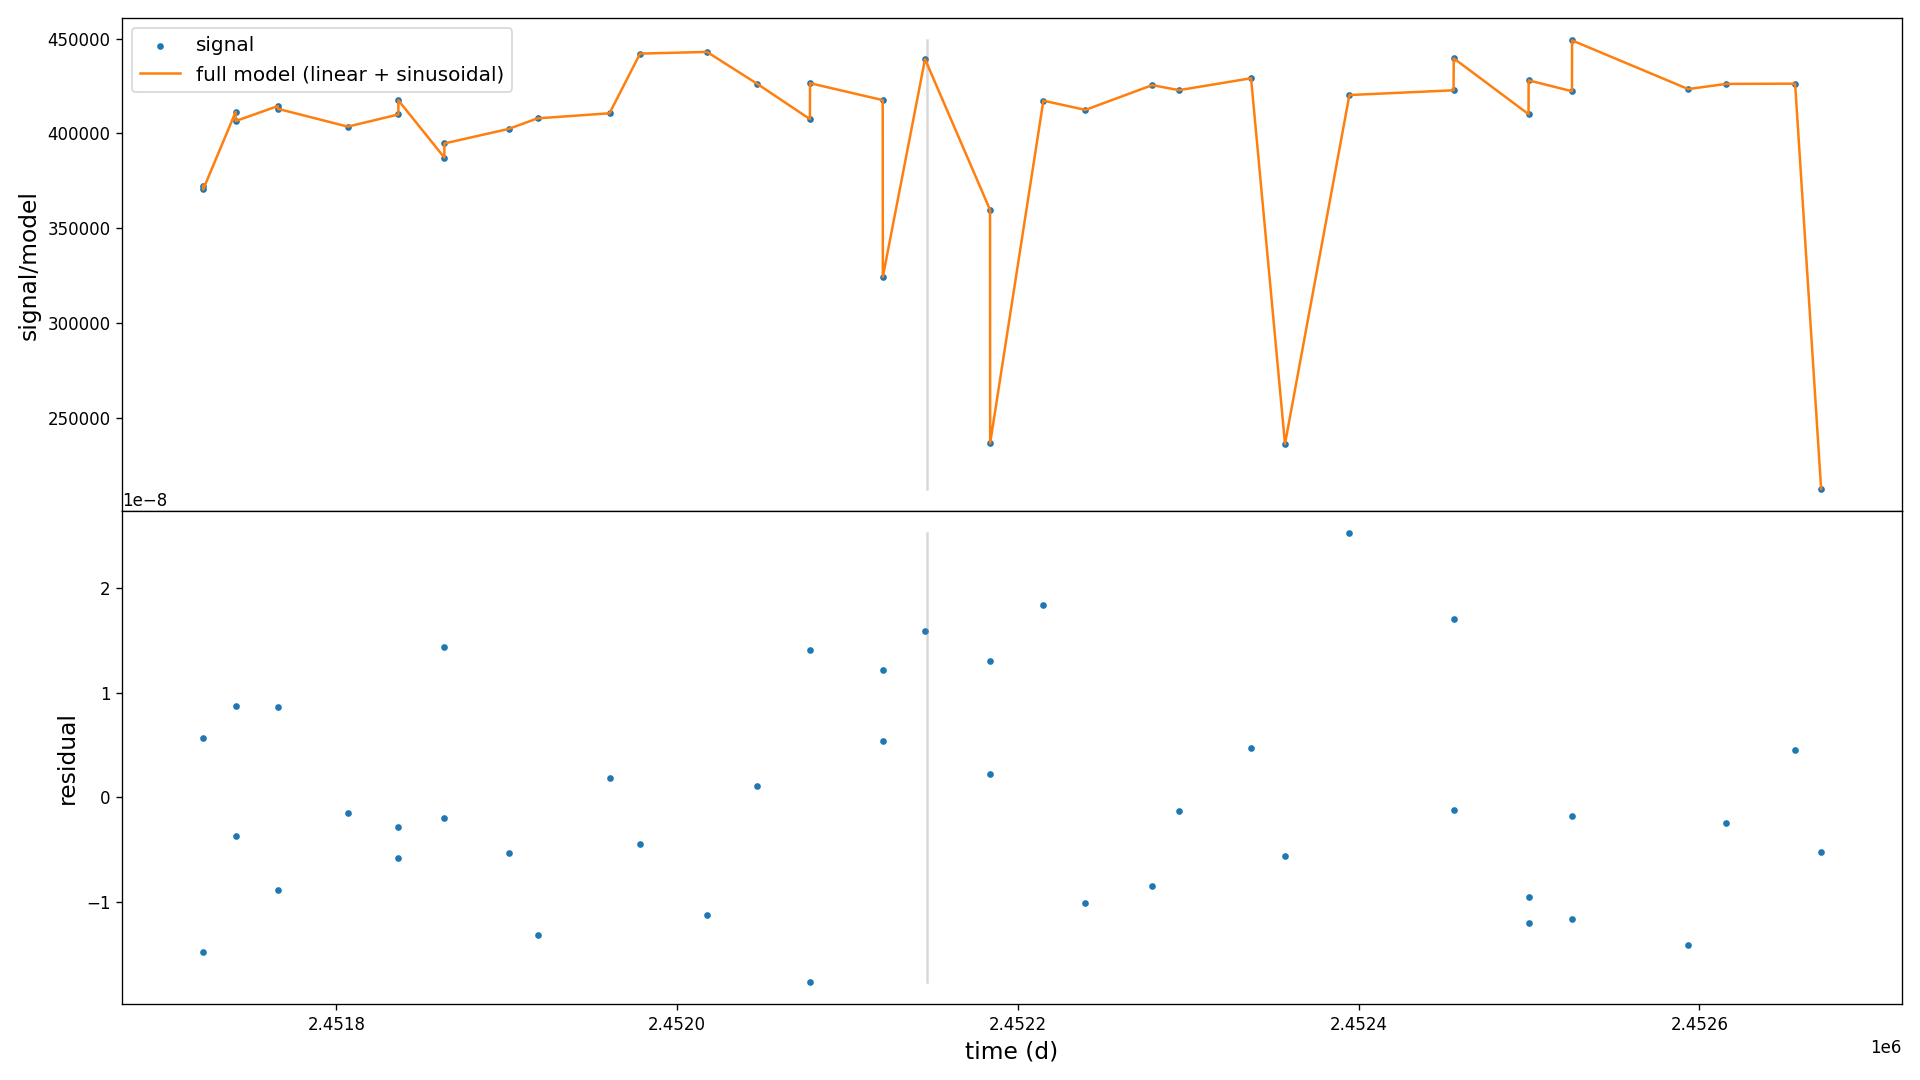 450000
400000
350000
300000
250000
signal/model
signal
full model (linear + sinusoidal)
1e−8
2
1
0
−1
residual
2.4518
2.4520
2.4522
2.4524
2.4526
time (d)
1e6